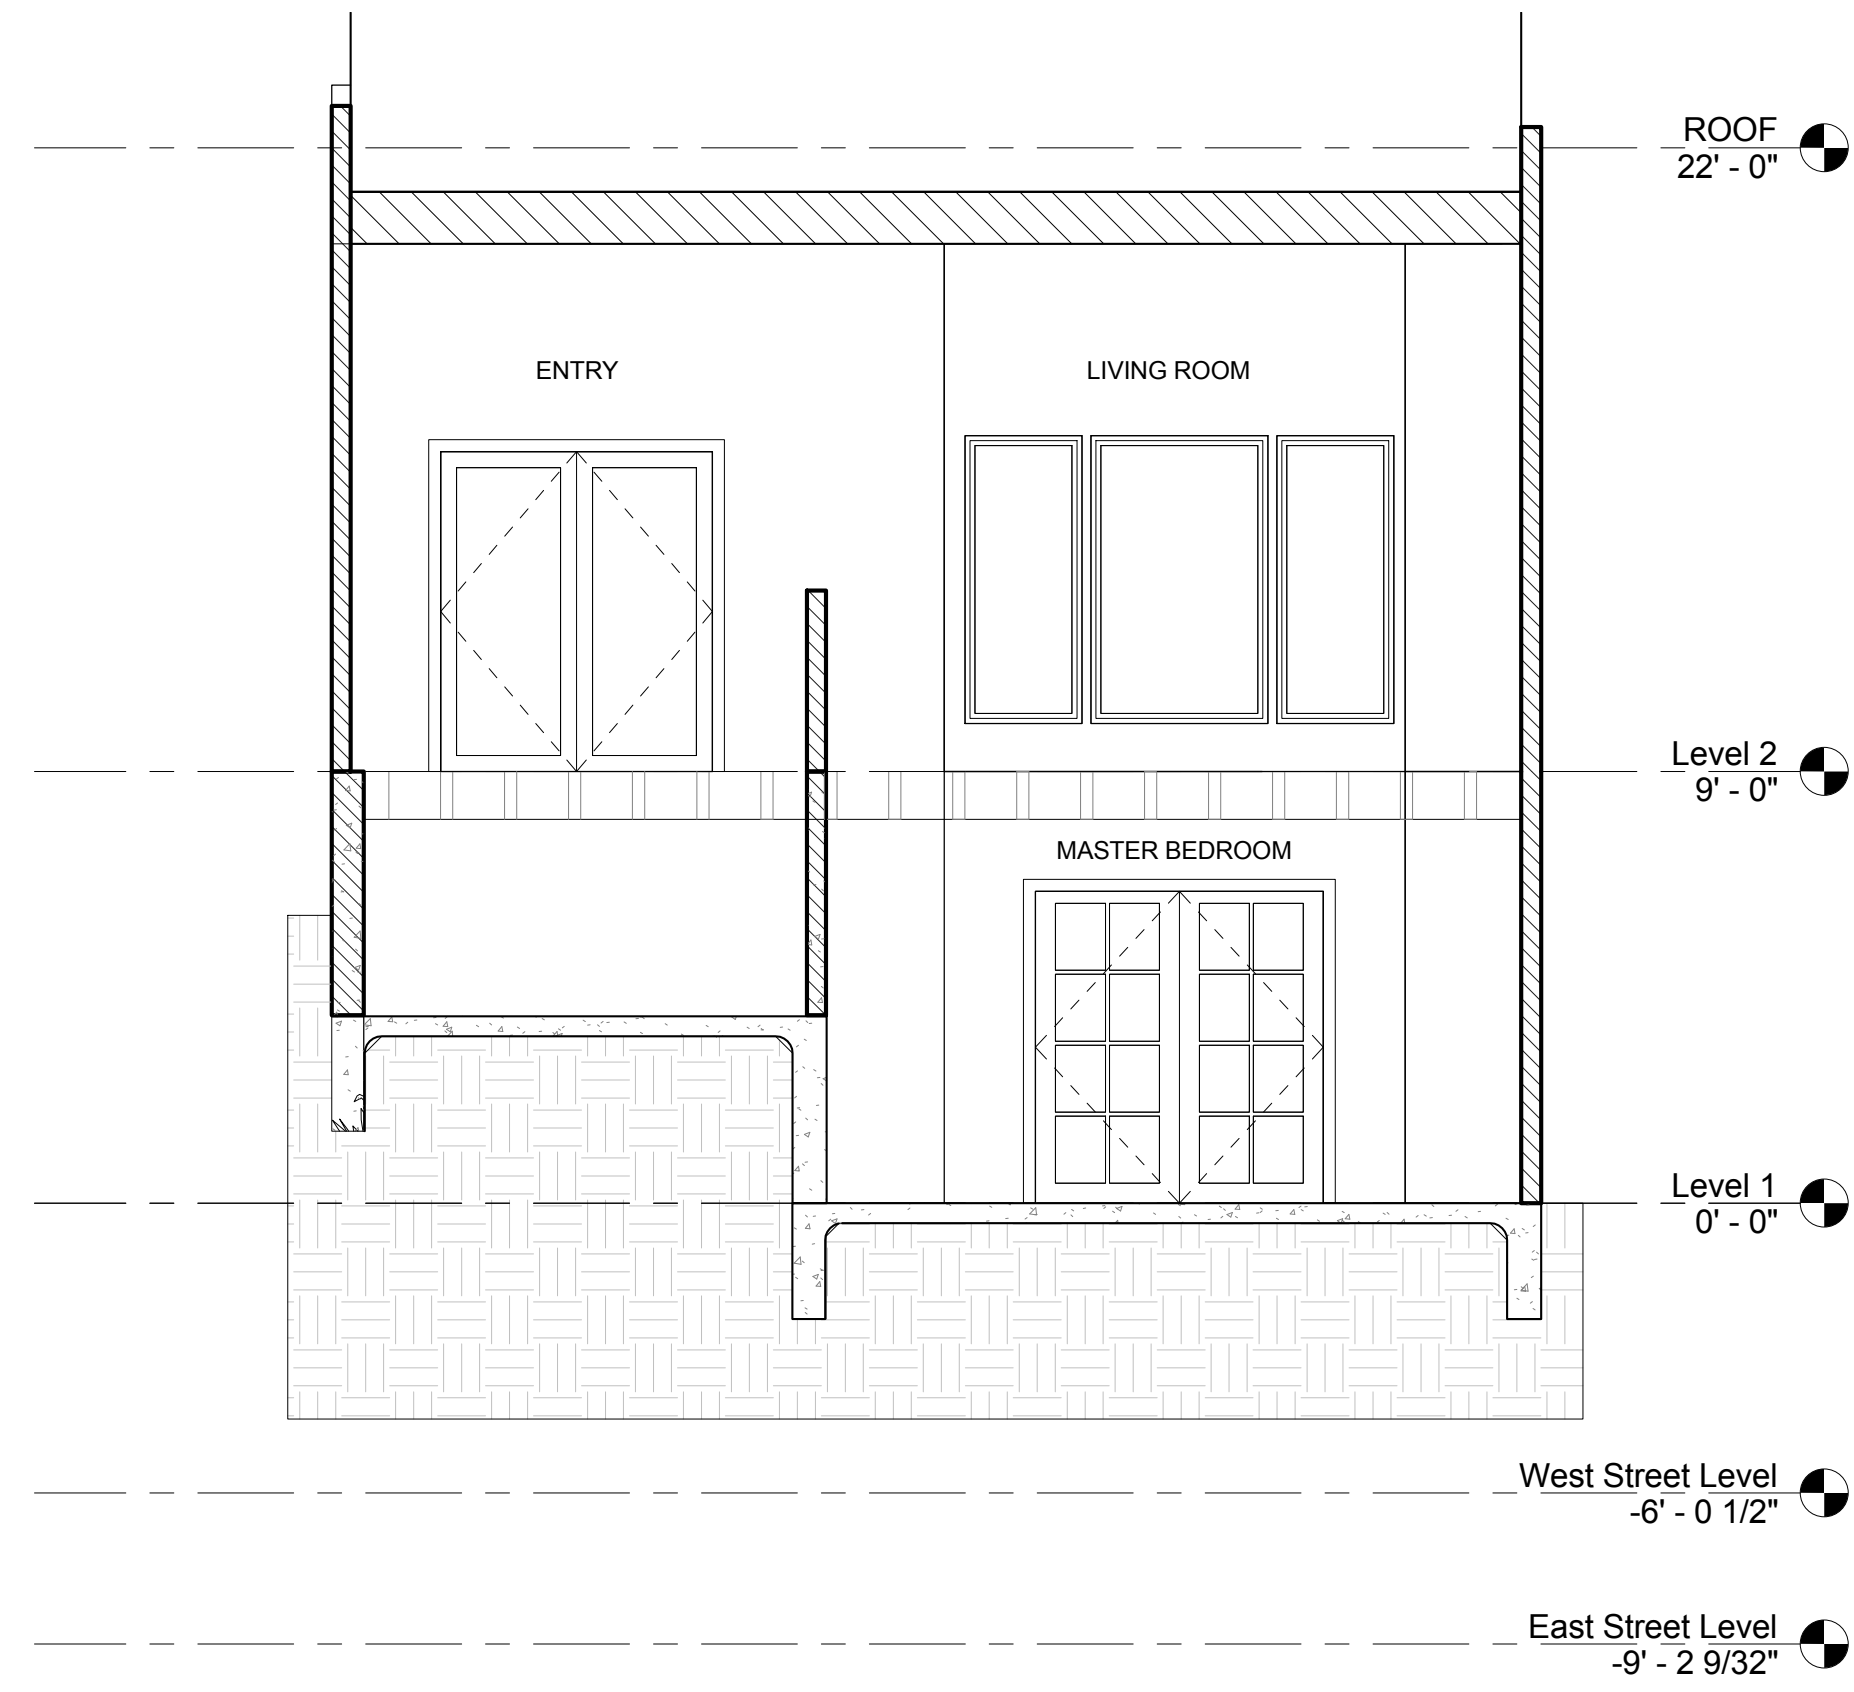 ROOF
22' - 0"
ENTRY
LIVING ROOM
Level 2
9' - 0"
MASTER BEDROOM
Level 1
0' - 0"
West Street Level
-6' - 0 1/2"
East Street Level
-9' - 2 9/32"